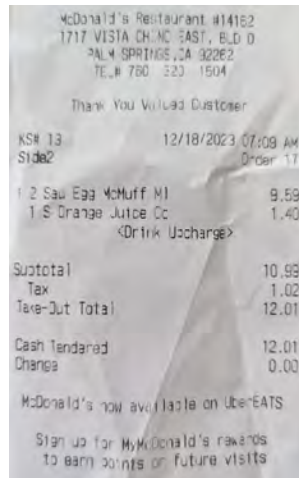 McDonald's Restaurant #14162
1717 VISTA CHINO EAST, BLD D
PALM SPRINGS,CA 92262
TEL# 760 323 1504
Thank You Valued Customer
KS# 13 12/18/2023 07:09 AM
Side2 Order 17
2 Sau Egg McMuff Ml 9.59
1 S Orange Juice Cc 1.40
<Drink Upcharge>
Subtotal 10.99
Tax 1.02
Take-Out Total 12.01
Cash Tendered 12.01
Change 0.00
McDonald's now available on UberEATS
Sign up for MyMcDonald's rewards
to earn points on future visits